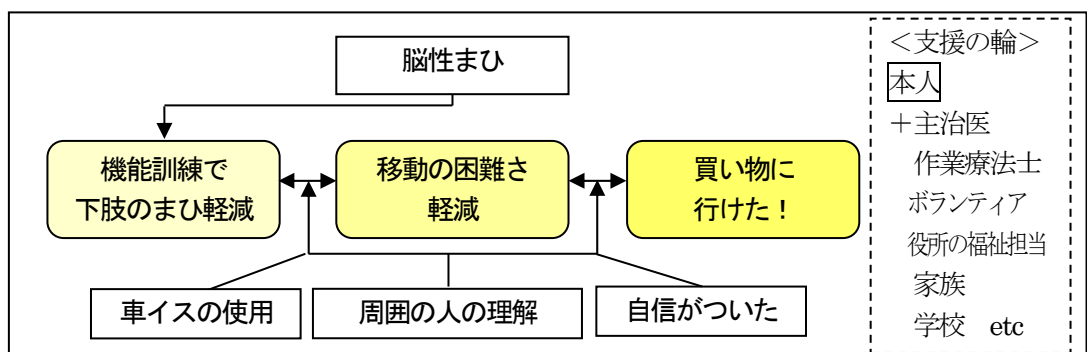 脳性まひ
機能訓練で
下肢のまひ軽減
移動の困難さ
軽減
買い物に
行けた!
車イスの使用
周囲の人の理解
自信がついた
<支援の輪>
本人
+主治医
作業療法士
ボランティア
役所の福祉担当
家族
学校 etc